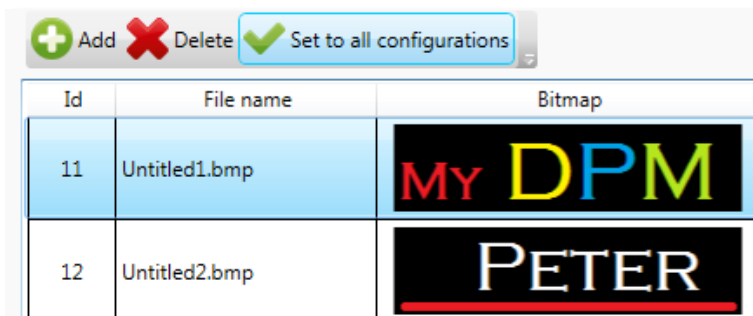 Add Delete Set to all configurations
Id File name Bitmap
11 Untitled1.bmp MY DPM
12 Untitled2.bmp PETER